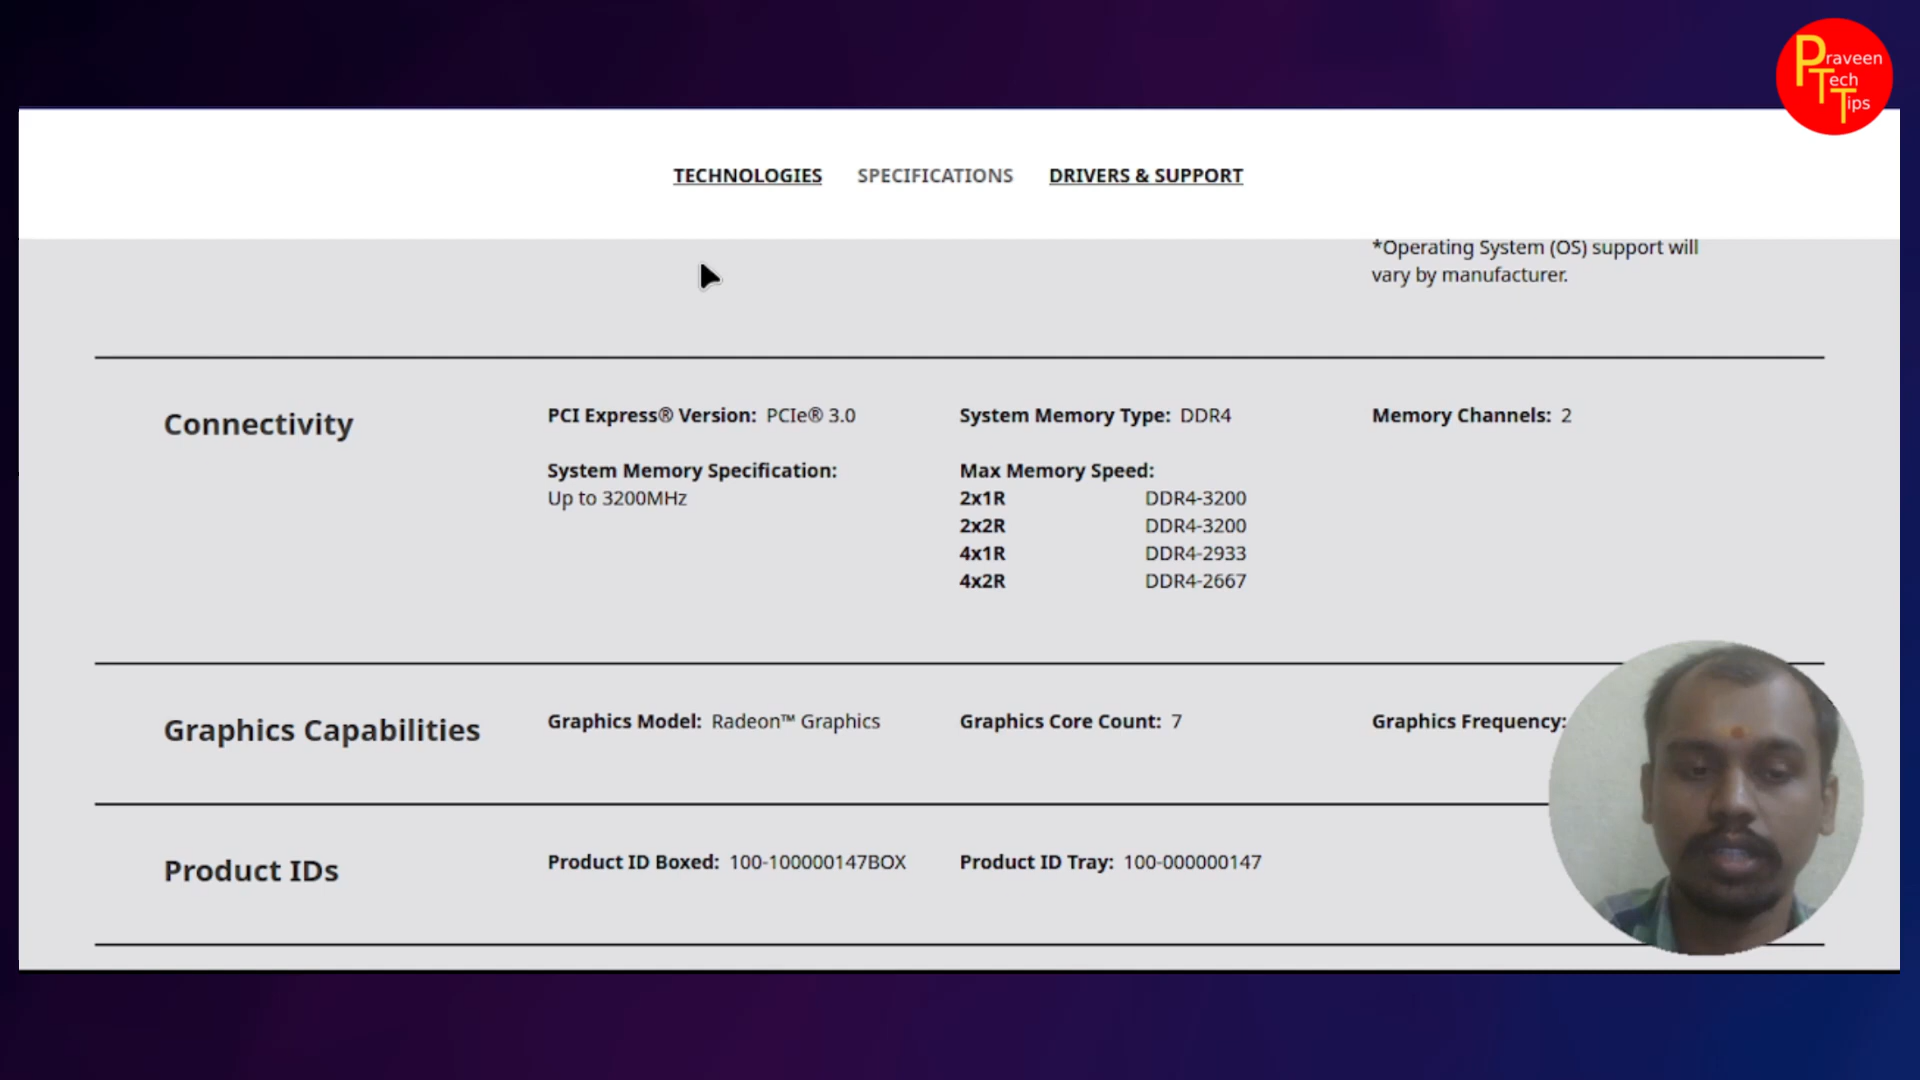 Praveen
Tech
Tips
TECHNOLOGIES SPECIFICATIONS DRIVERS & SUPPORT
*Operating System (OS) support will
vary by manufacturer.
Connectivity
PCI Express® Version: PCIe® 3.0
System Memory Type: DDR4
Memory Channels: 2
System Memory Specification:
Up to 3200MHz
Max Memory Speed:
2x1R DDR4-3200
2x2R DDR4-3200
4x1R DDR4-2933
4x2R DDR4-2667
Graphics Capabilities
Graphics Model: Radeon™ Graphics
Graphics Core Count: 7
Graphics Frequency:
Product IDs
Product ID Boxed: 100-100000147BOX
Product ID Tray: 100-000000147